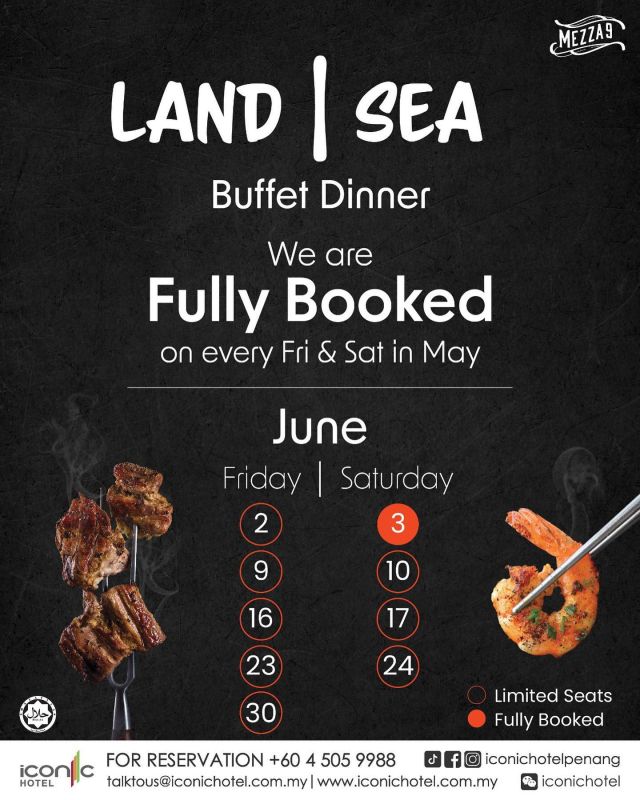 MEZZA9
LAND | SEA
Buffet Dinner
We are
Fully Booked
on every Fri & Sat in May
June
Friday | Saturday
2 3
9 10
16 17
23 24
30
Limited Seats
Fully Booked
حلال
iconic
HOTEL
FOR RESERVATION +60 4 505 9988
iconichotelpenang
talktous@iconichotel.com.my | www.iconichotel.com.my
iconichotel